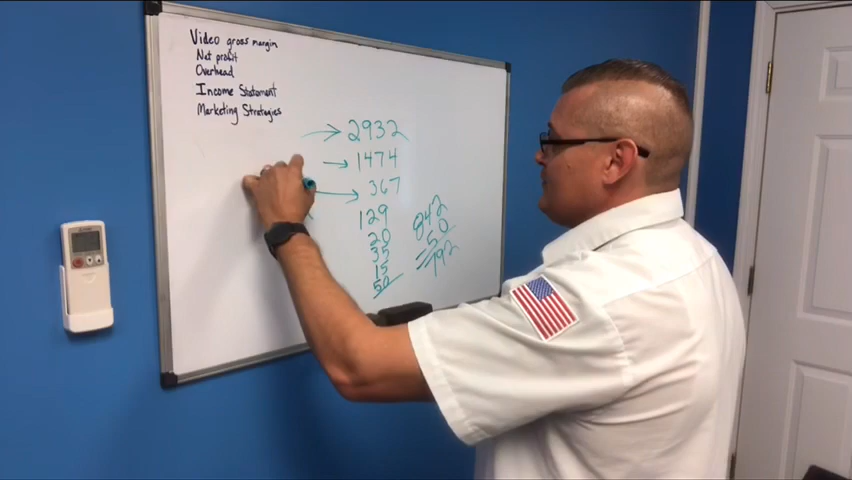 Video gross margin
Net profit
Overhead
Income Statement
Marketing Strategies
2932
1474
367
129
20
35
15
50
842
50
792